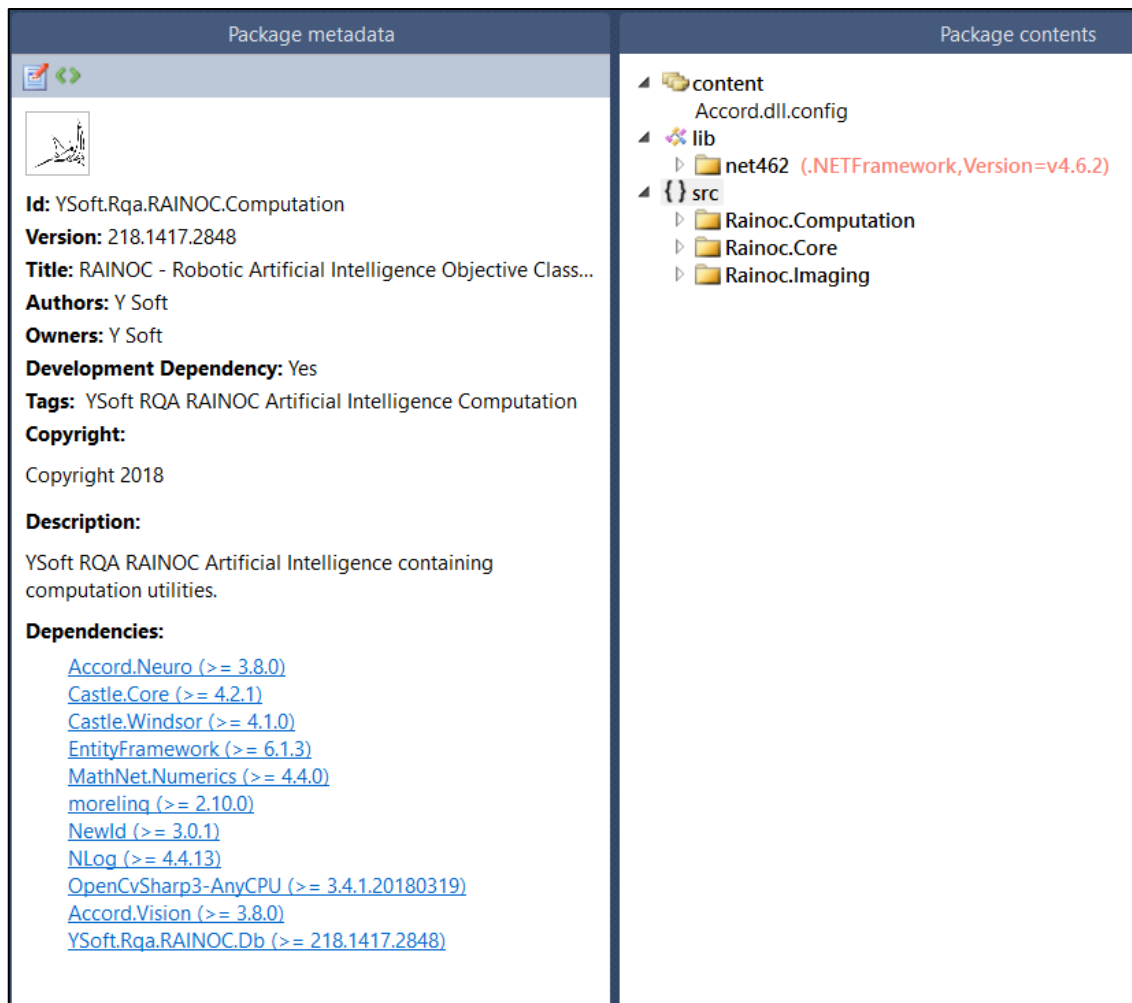 Package metadata
Id: YSoft.Rqa.RAINOC.Computation
Version: 218.1417.2848
Title: RAINOC - Robotic Artificial Intelligence Objective Class...
Authors: Y Soft
Owners: Y Soft
Development Dependency: Yes
Tags: YSoft RQA RAINOC Artificial Intelligence Computation
Copyright:
Copyright 2018
Description:
YSoft RQA RAINOC Artificial Intelligence containing
computation utilities.
Dependencies:
Accord.Neuro (>= 3.8.0)
Castle.Core (>= 4.2.1)
Castle.Windsor (>= 4.1.0)
EntityFramework (>= 6.1.3)
MathNet.Numerics (>= 4.4.0)
morelinq (>= 2.10.0)
NewId (>= 3.0.1)
NLog (>= 4.4.13)
OpenCvSharp3-AnyCPU (>= 3.4.1.20180319)
Accord.Vision (>= 3.8.0)
YSoft.Rqa.RAINOC.Db (>= 218.1417.2848)
Package contents
content
Accord.dll.config
lib
net462 (.NETFramework,Version=v4.6.2)
{ } src
Rainoc.Computation
Rainoc.Core
Rainoc.Imaging